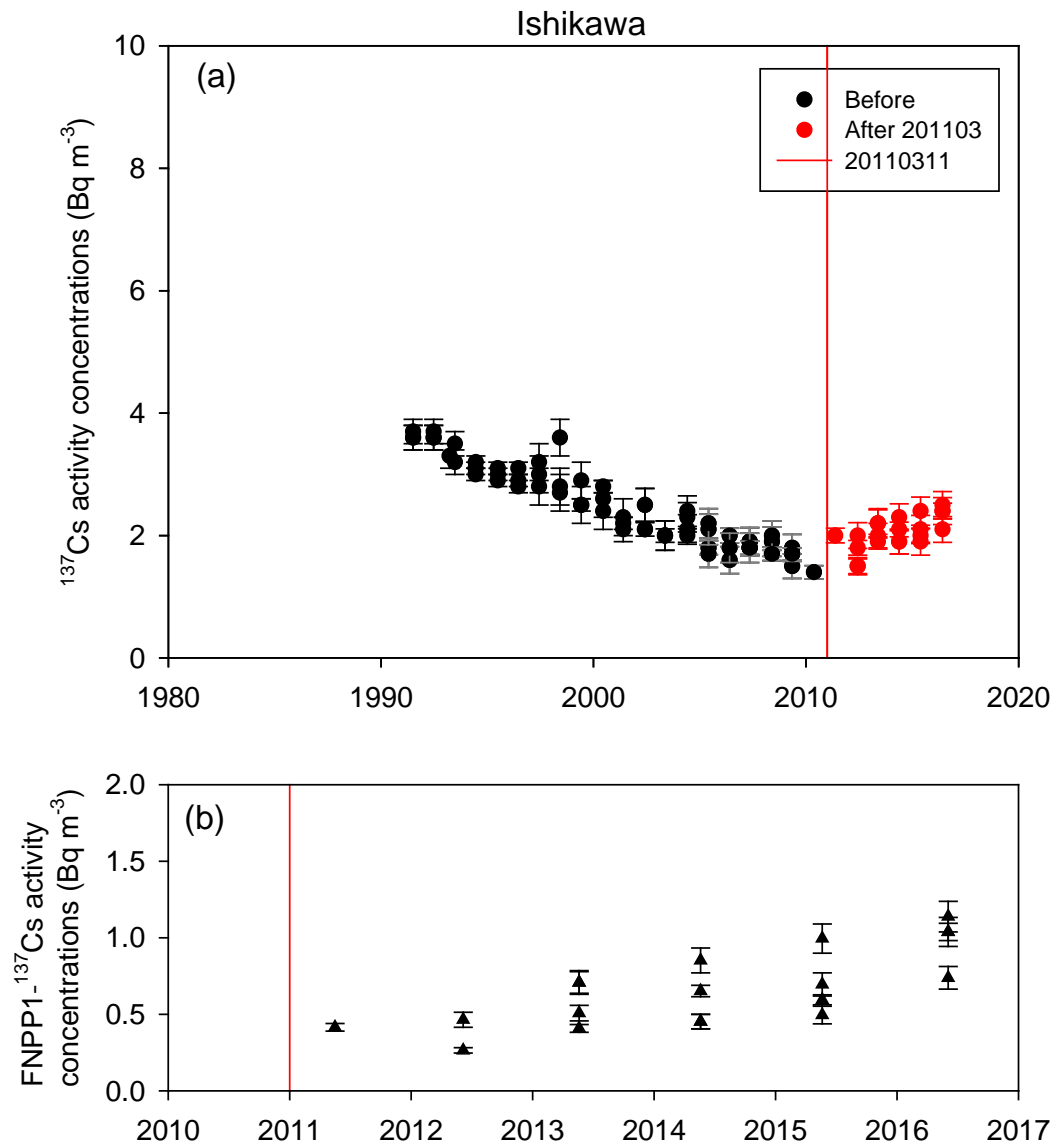 Ishikawa
(a)
Before
After 201103
20110311
¹³⁷Cs activity concentrations (Bq m⁻³)
10
8
6
4
2
0
1980 1990 2000 2010 2020
(b)
FNPP1-¹³⁷Cs activity
concentrations (Bq m⁻³)
2.0
1.5
1.0
0.5
0.0
2010 2011 2012 2013 2014 2015 2016 2017